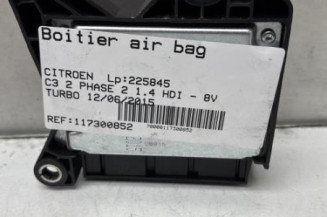 Boitier air bag
CITROEN Lp:225845
C3 2 PHASE 2 1.4 HDI - 8V
TURBO 12/06/2015
REF:117300852